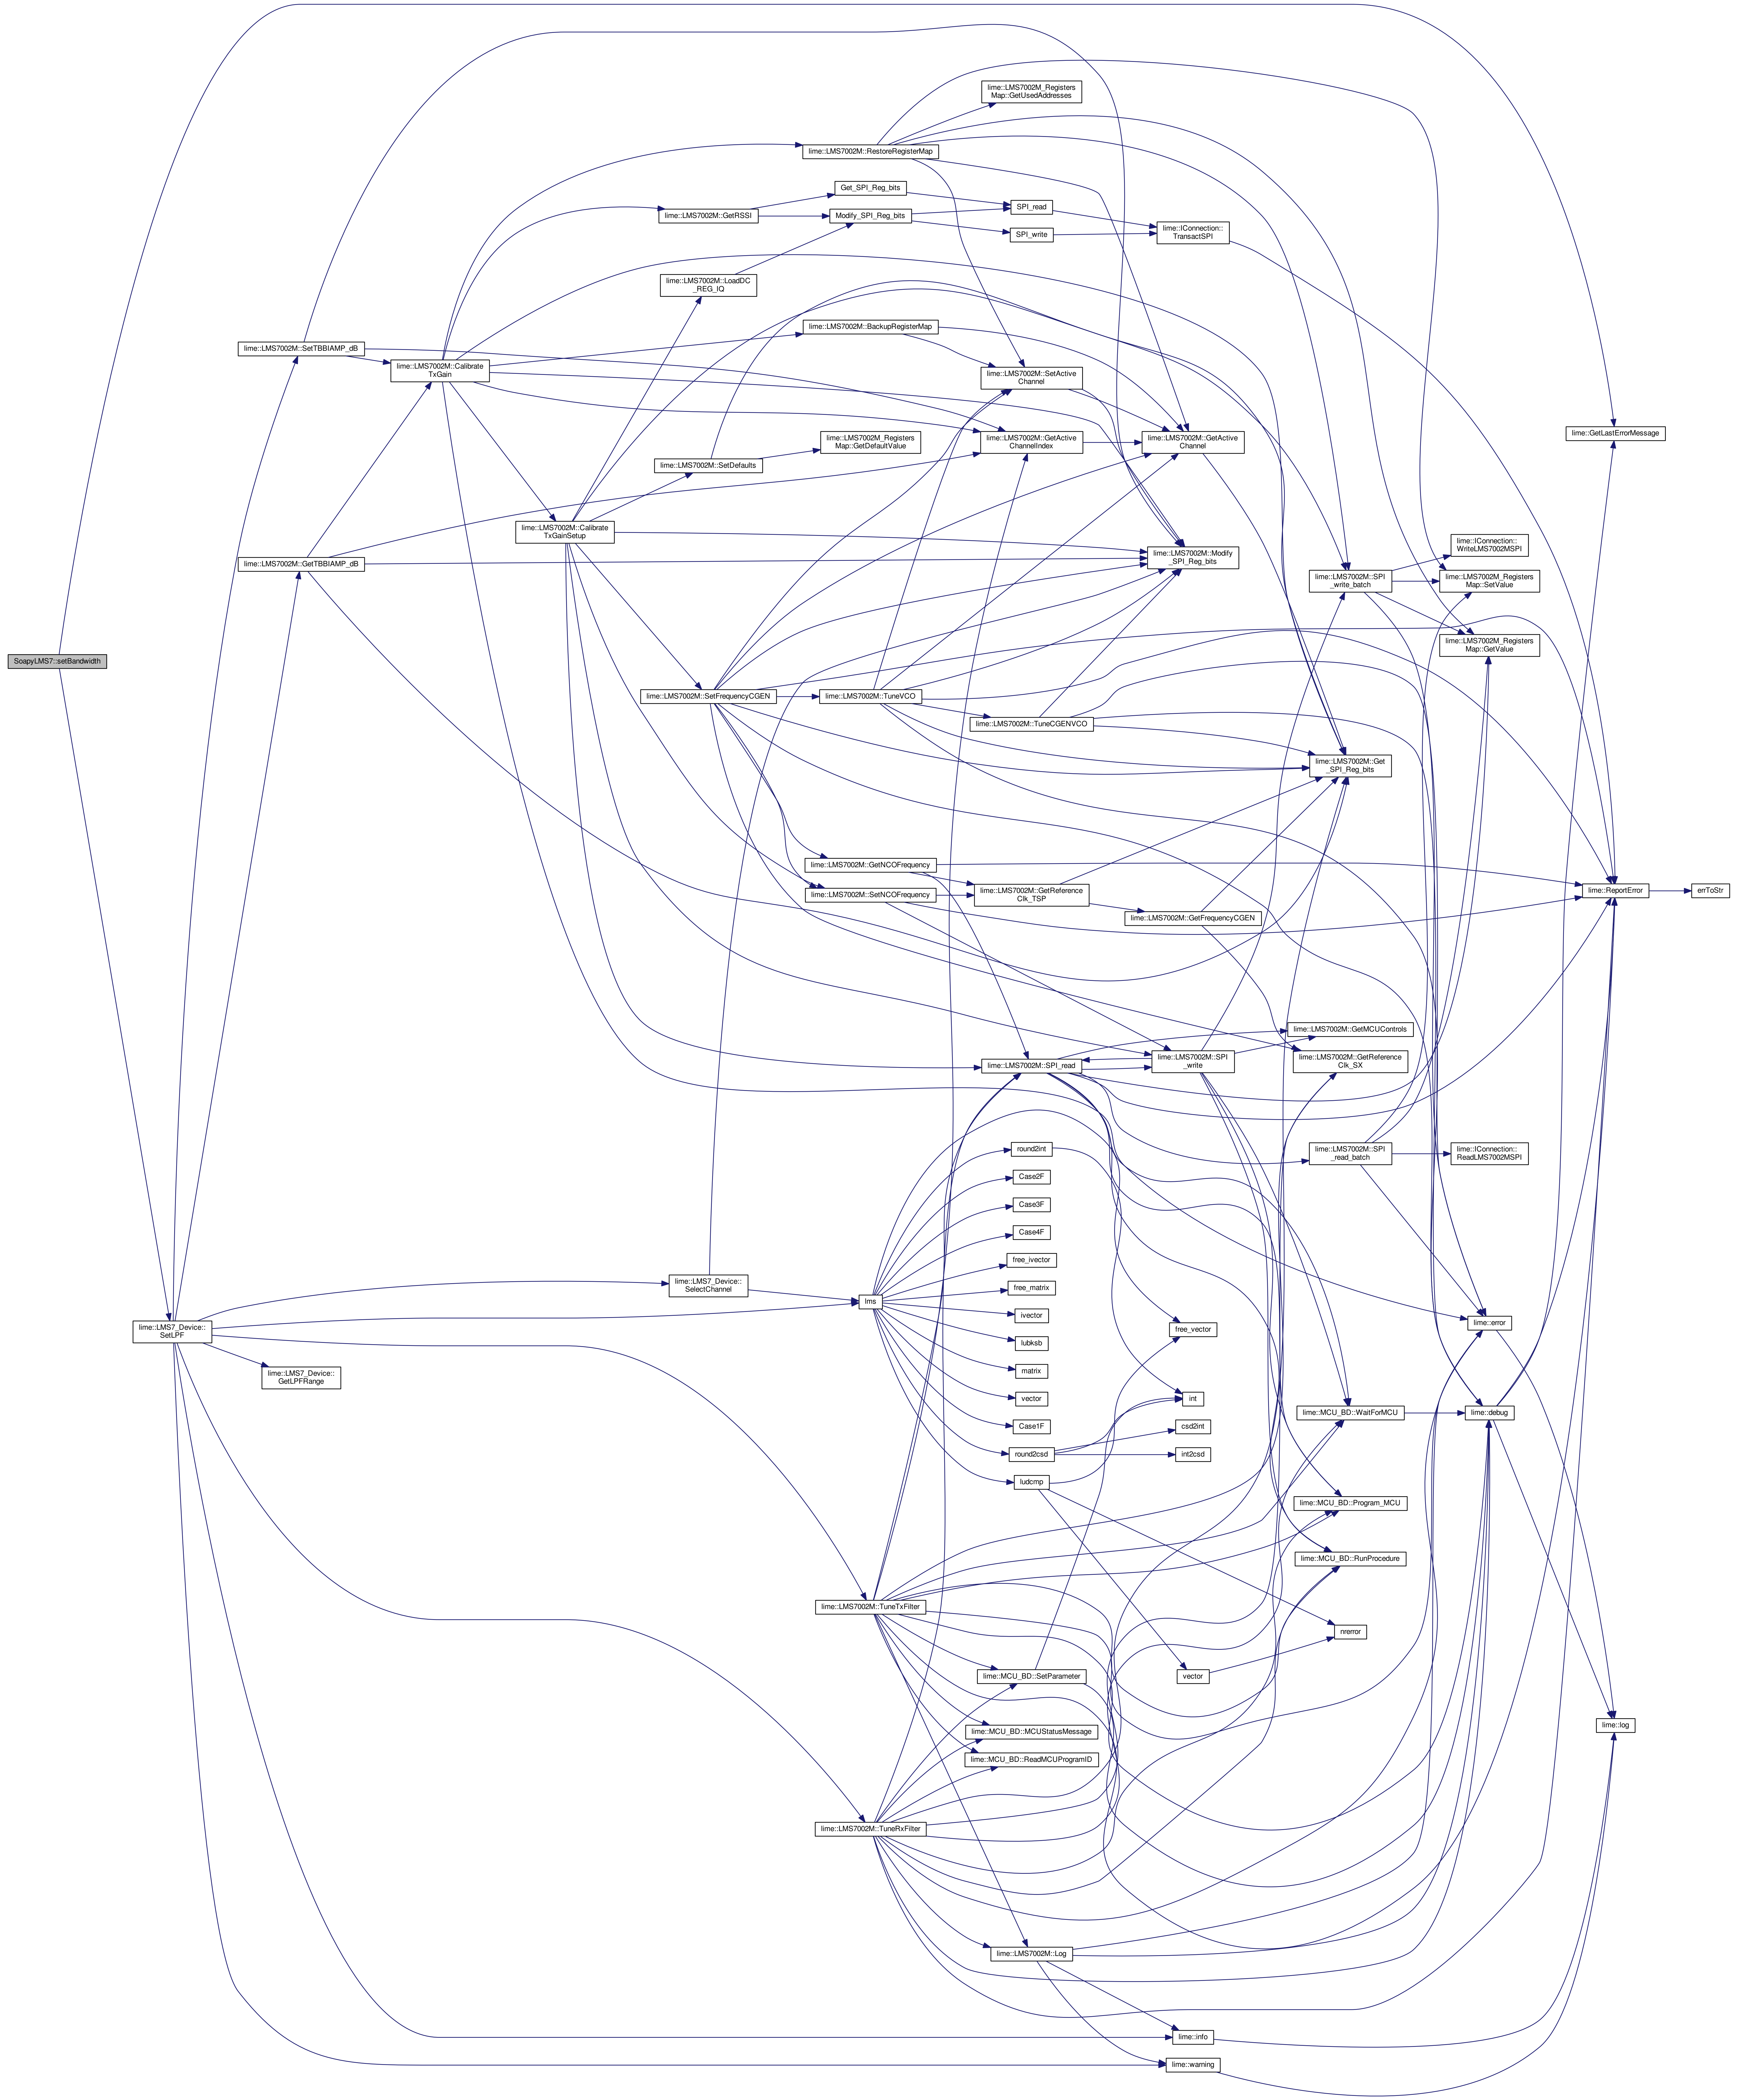 lime::LMS7002M_Registers
Map::GetUsedAddresses
lime::LMS7002M::RestoreRegisterMap
Get_SPI_Reg_bits
lime::LMS7002M::GetRSSI
Modify_SPI_Reg_bits
SPI_read
SPI_write
lime::IConnection::
TransactSPI
lime::LMS7002M::LoadDC
_REG_IQ
lime::LMS7002M::BackupRegisterMap
lime::LMS7002M::SetTBBIAMP_dB
lime::LMS7002M::Calibrate
TxGain
lime::LMS7002M::SetActive
Channel
lime::LMS7002M_Registers
Map::GetDefaultValue
lime::LMS7002M::GetActive
ChannelIndex
lime::LMS7002M::GetActive
Channel
lime::GetLastErrorMessage
lime::LMS7002M::SetDefaults
lime::LMS7002M::Calibrate
TxGainSetup
lime::LMS7002M::GetTBBIAMP_dB
lime::LMS7002M::Modify
_SPI_Reg_bits
lime::IConnection::
WriteLMS7002MSPI
lime::LMS7002M::SPI
_write_batch
lime::LMS7002M_Registers
Map::SetValue
lime::LMS7002M_Registers
Map::GetValue
SoapyLMS7::setBandwidth
lime::LMS7002M::SetFrequencyCGEN
lime::LMS7002M::TuneVCO
lime::LMS7002M::TuneCGENVCO
lime::LMS7002M::Get
_SPI_Reg_bits
lime::LMS7002M::GetNCOFrequency
lime::LMS7002M::SetNCOFrequency
lime::LMS7002M::GetReference
Clk_TSP
lime::LMS7002M::GetFrequencyCGEN
lime::ReportError
errToStr
lime::LMS7002M::GetMCUControls
lime::LMS7002M::SPI_read
lime::LMS7002M::SPI
_write
lime::LMS7002M::GetReference
Clk_SX
round2int
lime::LMS7002M::SPI
_read_batch
lime::IConnection::
ReadLMS7002MSPI
Case2F
Case3F
Case4F
free_ivector
lime::LMS7_Device::
SelectChannel
free_matrix
lms
ivector
lime::LMS7_Device::
SetLPF
free_vector
lime::error
lubksb
lime::LMS7_Device::
GetLPFRange
matrix
vector
int
lime::MCU_BD::WaitForMCU
lime::debug
Case1F
csd2int
round2csd
int2csd
ludcmp
lime::MCU_BD::Program_MCU
lime::MCU_BD::RunProcedure
lime::LMS7002M::TuneTxFilter
nrerror
lime::MCU_BD::SetParameter
vector
lime::MCU_BD::MCUStatusMessage
lime::log
lime::MCU_BD::ReadMCUProgramID
lime::LMS7002M::TuneRxFilter
lime::LMS7002M::Log
lime::info
lime::warning